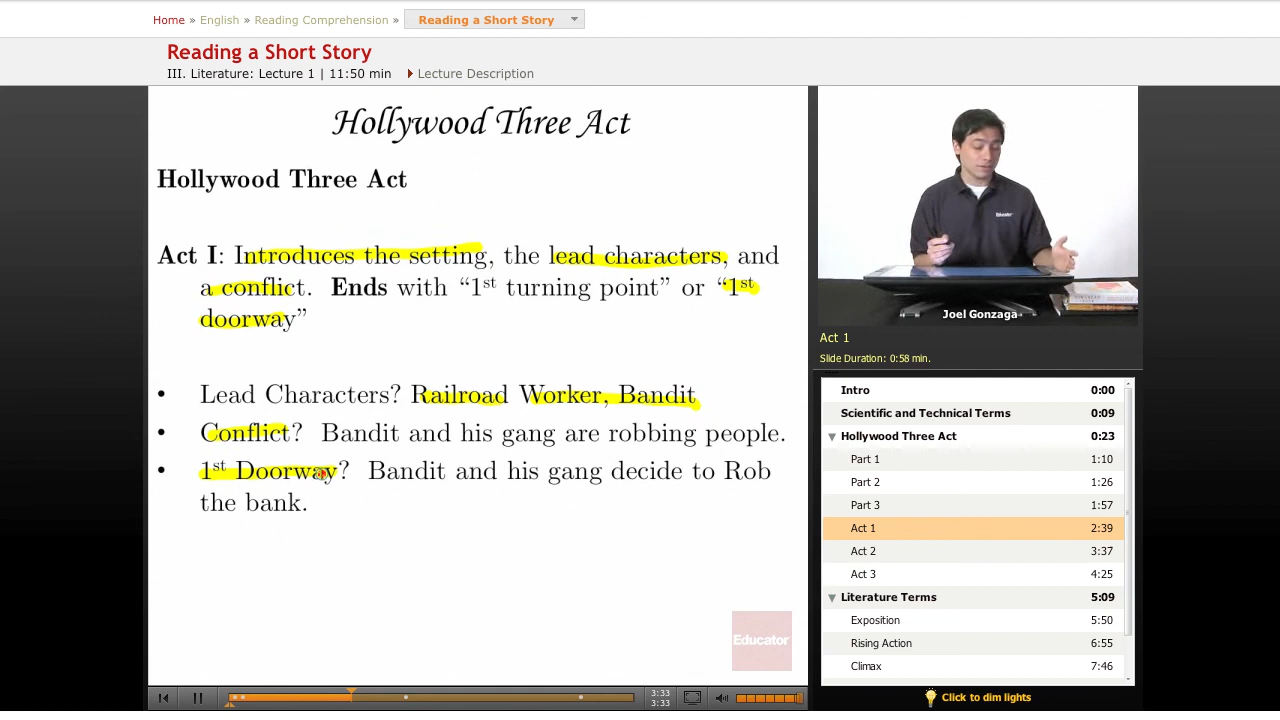 Home » English » Reading Comprehension » Reading a Short Story
Reading a Short Story
III. Literature: Lecture 1 | 11:50 min Lecture Description
Hollywood Three Act
Hollywood Three Act
Act I: Introduces the setting, the lead characters, and
a conflict. Ends with “1st turning point” or “1st
doorway”
• Lead Characters? Railroad Worker, Bandit
• Conflict? Bandit and his gang are robbing people.
• 1st Doorway? Bandit and his gang decide to Rob
the bank.
Educator
3:33
3:33
Educator
Joel Gonzaga
Act 1
Slide Duration: 0:58 min.
Intro 0:00
Scientific and Technical Terms 0:09
Hollywood Three Act 0:23
Part 1 1:10
Part 2 1:26
Part 3 1:57
Act 1 2:39
Act 2 3:37
Act 3 4:25
Literature Terms 5:09
Exposition 5:50
Rising Action 6:55
Climax 7:46
Click to dim lights